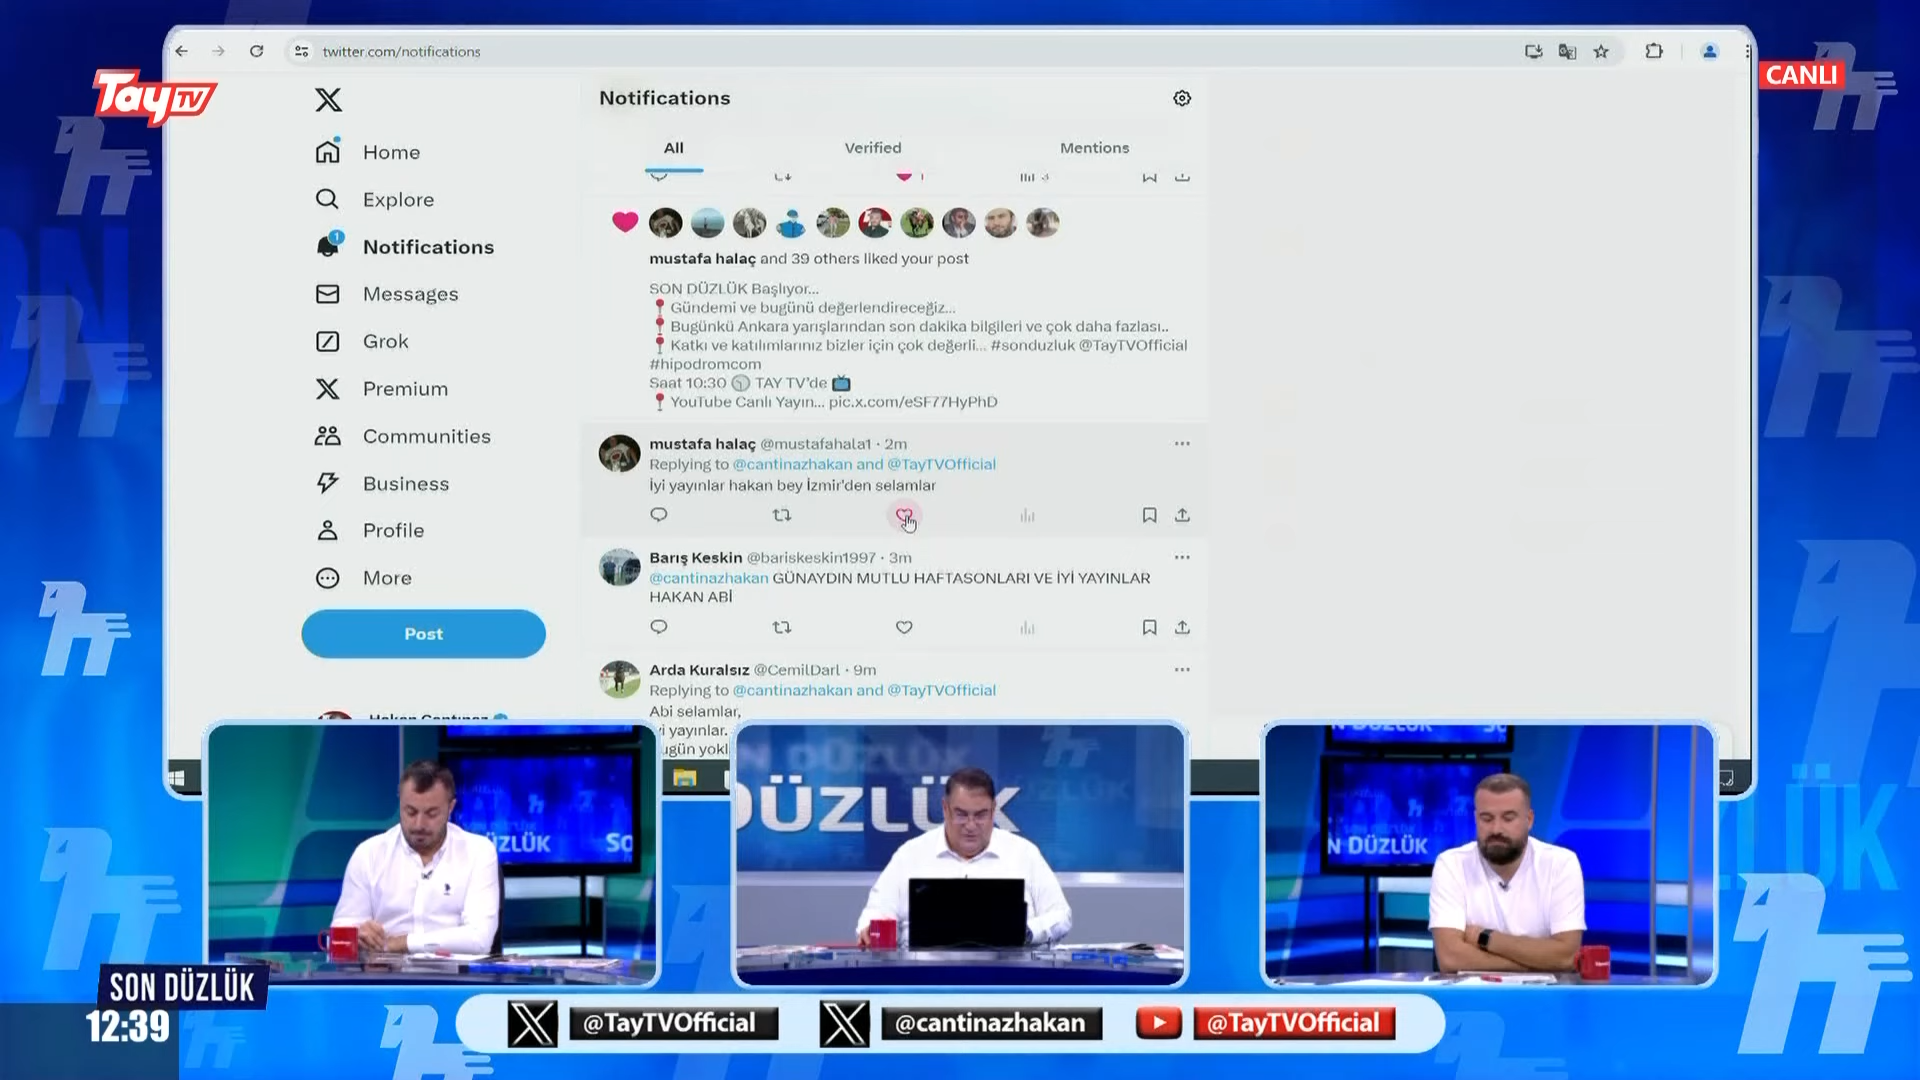 twitter.com/notifications
Tay TV
CANLI
Notifications
All
Verified
Mentions
Home
Explore
1
Notifications
Messages
Grok
Premium
Communities
Business
Profile
More
Post
mustafa halaç and 39 others liked your post
SON DÜZLÜK Başlıyor...
📍Gündemi ve bugünü değerlendireceğiz...
📍Bugünkü Ankara yarışlarından son dakika bilgileri ve çok daha fazlası..
📍Katkı ve katılımlarınız bizler için çok değerli... #sonduzluk @TayTVOfficial
#hipodromcom
Saat 10:30 🕥 TAY TV'de 📺
📍YouTube Canlı Yayın... pic.x.com/eSF77HyPhD
mustafa halaç @mustafahala1 · 2m
Replying to @cantinazhakan and @TayTVOfficial
İyi yayınlar hakan bey İzmir'den selamlar
Barış Keskin @bariskeskin1997 · 3m
@cantinazhakan GÜNAYDIN MUTLU HAFTASONLARI VE İYİ YAYINLAR
HAKAN ABİ
Arda Kuralsız @CemilDarl · 9m
Replying to @cantinazhakan and @TayTVOfficial
Abi selamlar,
yayınlar.
DÜZLÜK
N DÜZLÜK
SON DÜZLÜK
12:39
@TayTVOfficial
@cantinazhakan
@TayTVOfficial